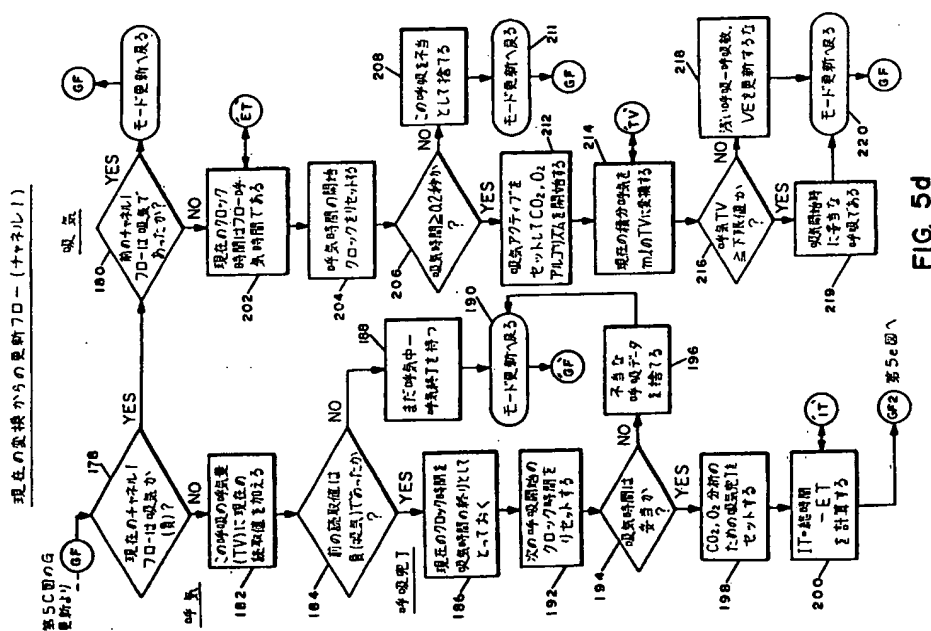 現在の変換からの更新フロー(チャネル1)
第5C図のG
更新より
GF
178
現在のチャネル1
フローは吸気か
(負)?
YES
NO
吸気
180
前のチャネル1
フローは吸気で
あったか?
YES
モード更新へ戻る
GF
NO
現在のクロック
時間はフロー呼
気時間である
202
"ET"
呼気時間の開始
クロックをリセットする
204
206
吸気時間≧0.2秒か
?
NO
208
この呼吸を不当
として捨てる
モード更新へ戻る
211
GF
YES
吸気アクティブを
セットしてCO2,O2
アルゴリズムを開始する
212
214
現在の積分呼気を
mlのTVに変換する
"TV"
216
呼気TV
≧下限値か
?
NO
218
浅い呼吸-呼吸数,
VEを更新するな
YES
吸気開始時
に正当な
呼吸である
219
モード更新へ戻る
220
GF
呼気
この呼吸の呼気量
(TV)に現在の
読取値を加える
182
184
前の読取値は
負(吸気)であったか
?
NO
188
まだ呼気中-
呼気終了を待つ
190
モード更新へ戻る
"GF"
YES
呼吸完了
現在のクロック時間を
吸気時間の終りとして
とっておく
186
次の呼吸開始の
クロック時間を
リセットする
192
194
吸気時間は
妥当か
?
NO
不当な
呼吸データ
を捨てる
196
YES
CO2,O2分析の
ための吸気完了を
セットする
198
IT=総時間
-ET
を計算する
200
"IT"
GF2
第5e図へ
FIG. 5d